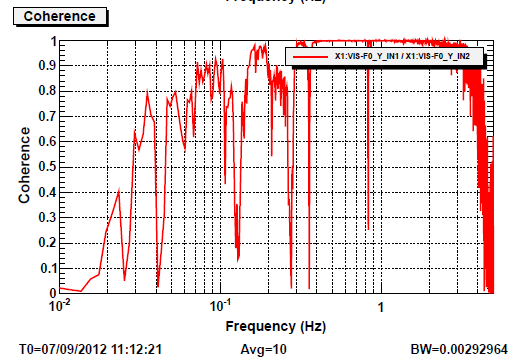 Frequency (Hz)
Coherence
X1:VIS-F0_Y_IN1 / X1:VIS-F0_Y_IN2
Coherence
1
0.9
0.8
0.7
0.6
0.5
0.4
0.3
0.2
0.1
0
10-2
10-1
1
Frequency (Hz)
T0=07/09/2012 11:12:21
Avg=10
BW=0.00292964